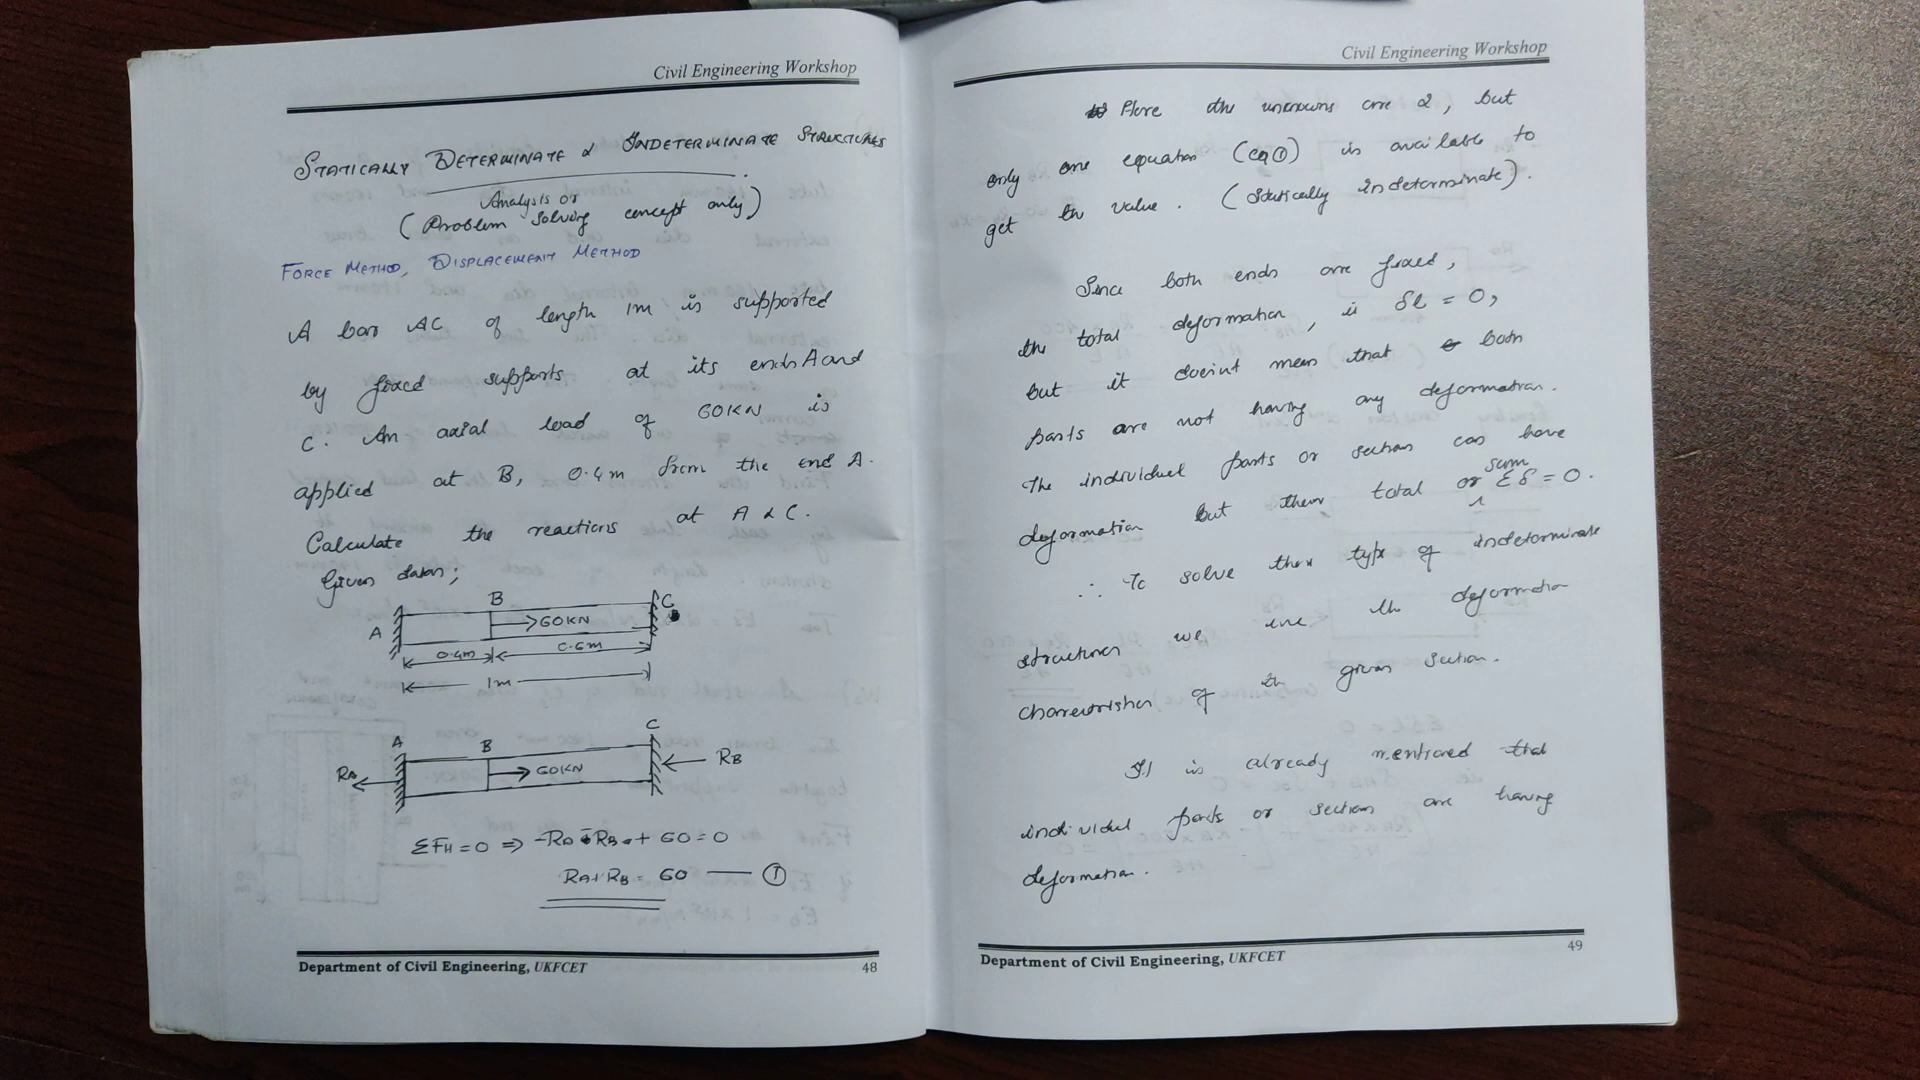 Civil Engineering Workshop
STATICALLY DETERMINATE & INDETERMINATE STRUCTURES
Analysis or
(Problem solving concept only)
FORCE METHOD, DISPLACEMENT METHOD
A bar AC of length 1m is supported
by fixed supports at its ends A and
C. An axial load of 60KN is
applied at B, 0.4m from the end A.
Calculate the reactions at A & C.
Given data;
A B C
60KN
0.4m 0.6m
1m
A B C
RA 60KN RB
ΣFH = 0 ⇒ -RA - RB + 60 = 0
RA + RB = 60 ①
Department of Civil Engineering, UKFCET 48
Civil Engineering Workshop
Here the unknowns are 2, but
only one equation (eq①) is available to
get the value. (Statically indeterminate).
Since both ends are fixed,
the total deformation, ie δl = 0,
but it doesn't mean that both
parts are not having any deformation.
The individual parts or sections can have
deformation but their total or sum Σδ = 0.
∴ To solve these type of indeterminate
structures we use the deformation
characteristics of the given section.
It is already mentioned that
individual parts or sections are having
deformation.
Department of Civil Engineering, UKFCET 49